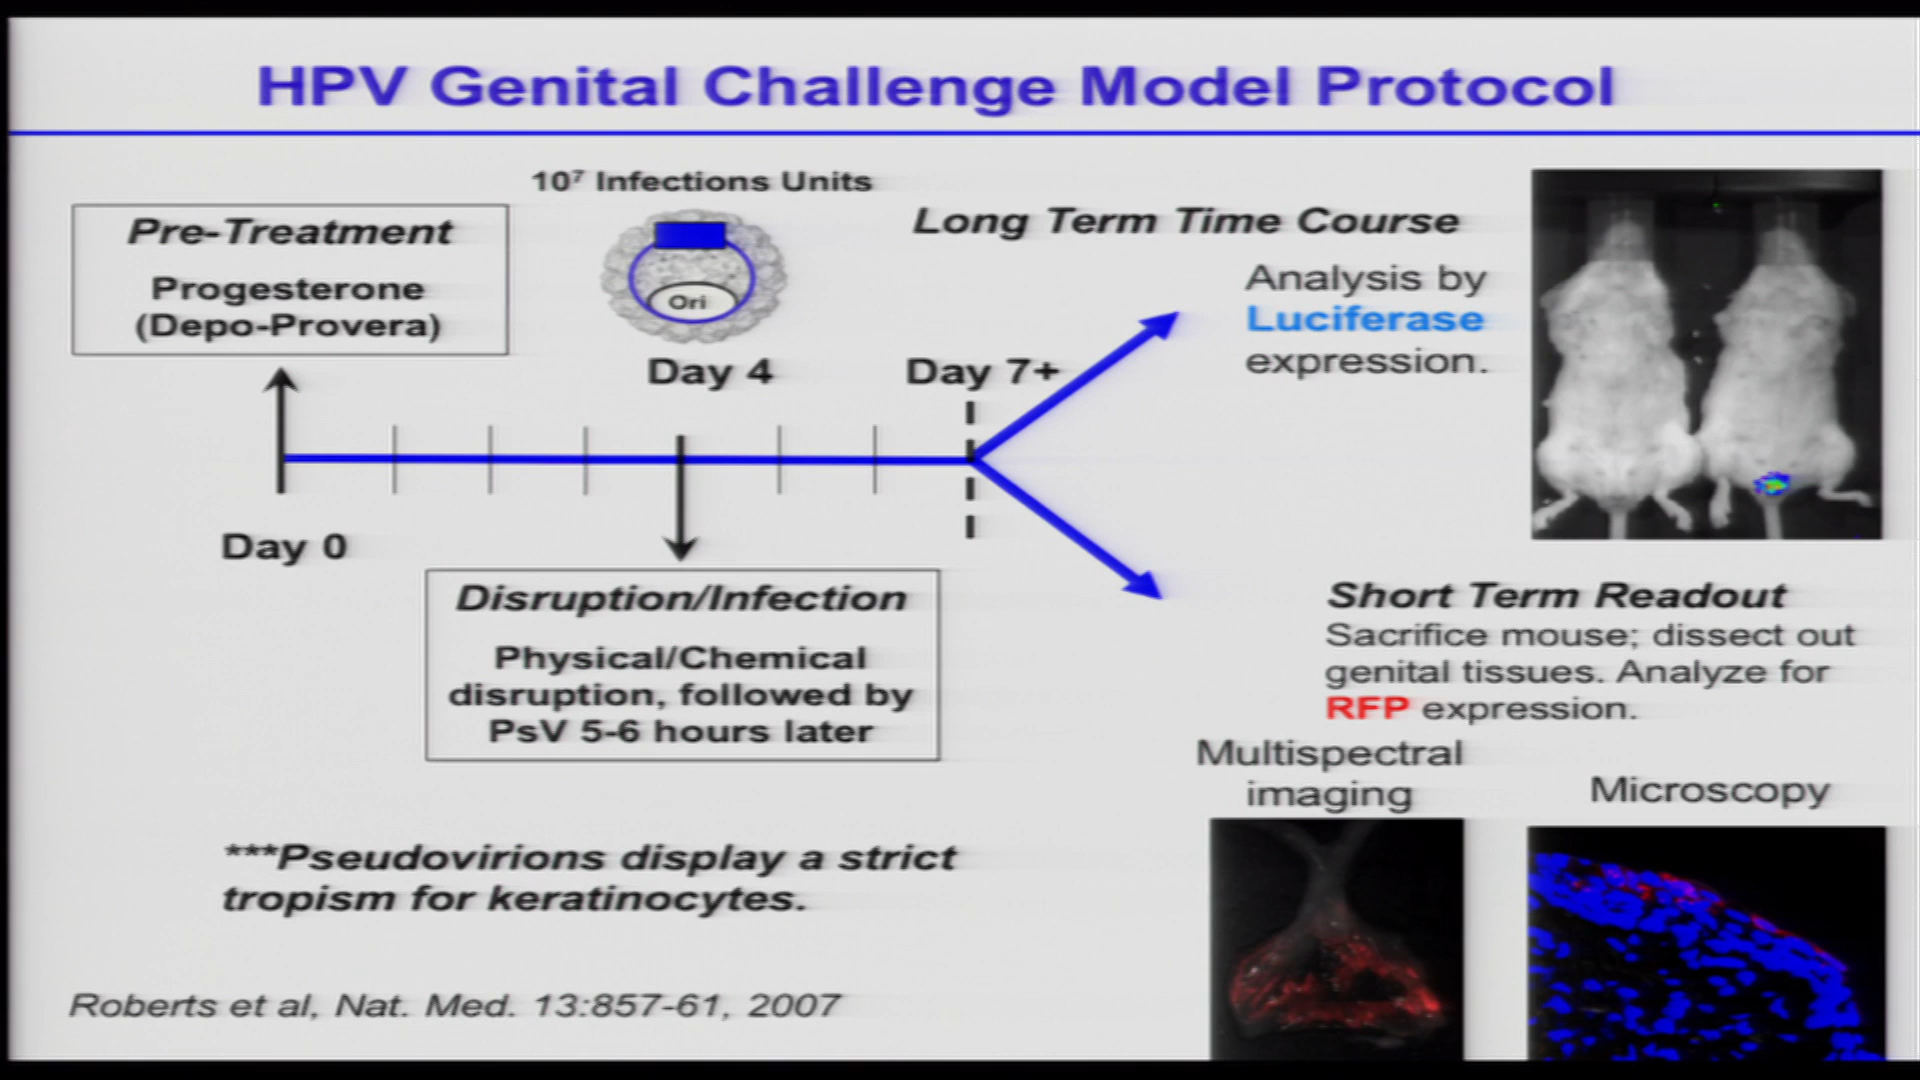 HPV Genital Challenge Model Protocol
10⁷ Infections Units
Pre-Treatment
Progesterone
(Depo-Provera)
Ori
Day 4
Day 7+
Day 0
Disruption/Infection
Physical/Chemical
disruption, followed by
PsV 5-6 hours later
Long Term Time Course
Analysis by
Luciferase
expression.
Short Term Readout
Sacrifice mouse; dissect out
genital tissues. Analyze for
RFP expression.
Multispectral
imaging
Microscopy
***Pseudovirions display a strict
tropism for keratinocytes.
Roberts et al, Nat. Med. 13:857-61, 2007